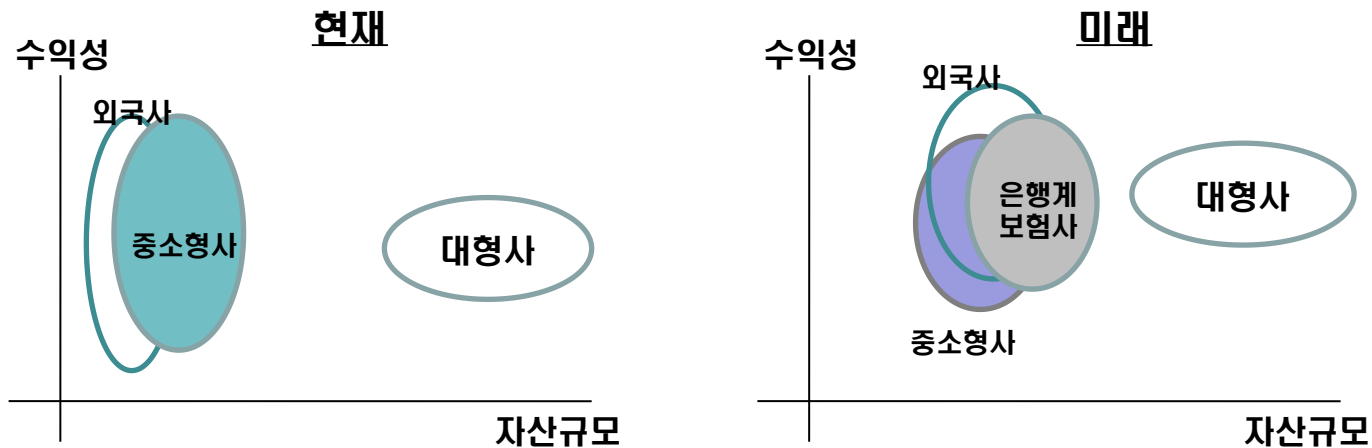 현재
수익성
외국사
중소형사
대형사
자산규모
미래
수익성
외국사
은행계
보험사
대형사
중소형사
자산규모